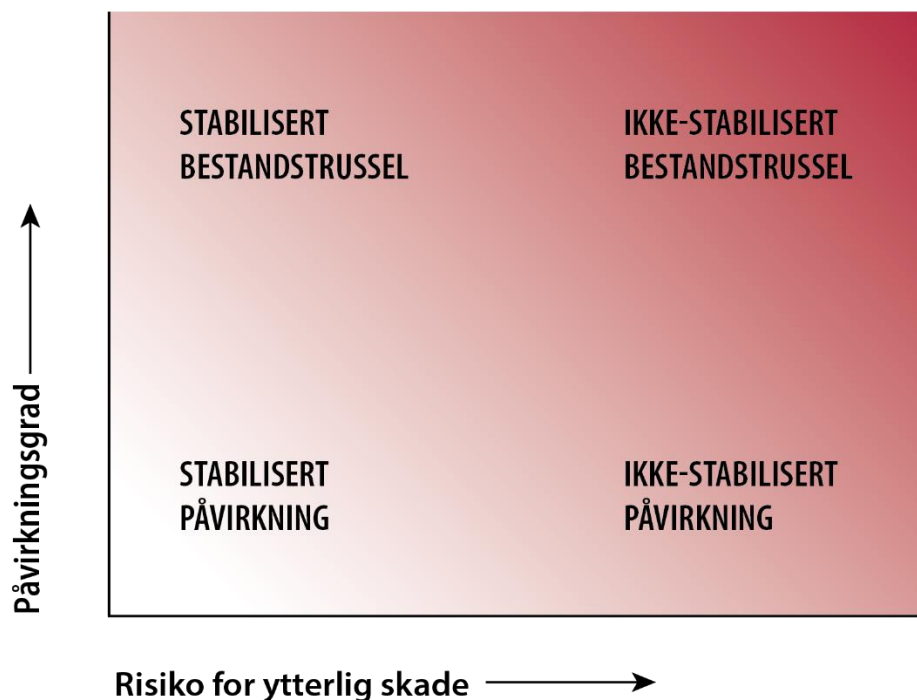 STABILISERT
BESTANDSTRUSSEL
IKKE-STABILISERT
BESTANDSTRUSSEL
STABILISERT
PÅVIRKNING
IKKE-STABILISERT
PÅVIRKNING
Påvirkningsgrad
Risiko for ytterlig skade